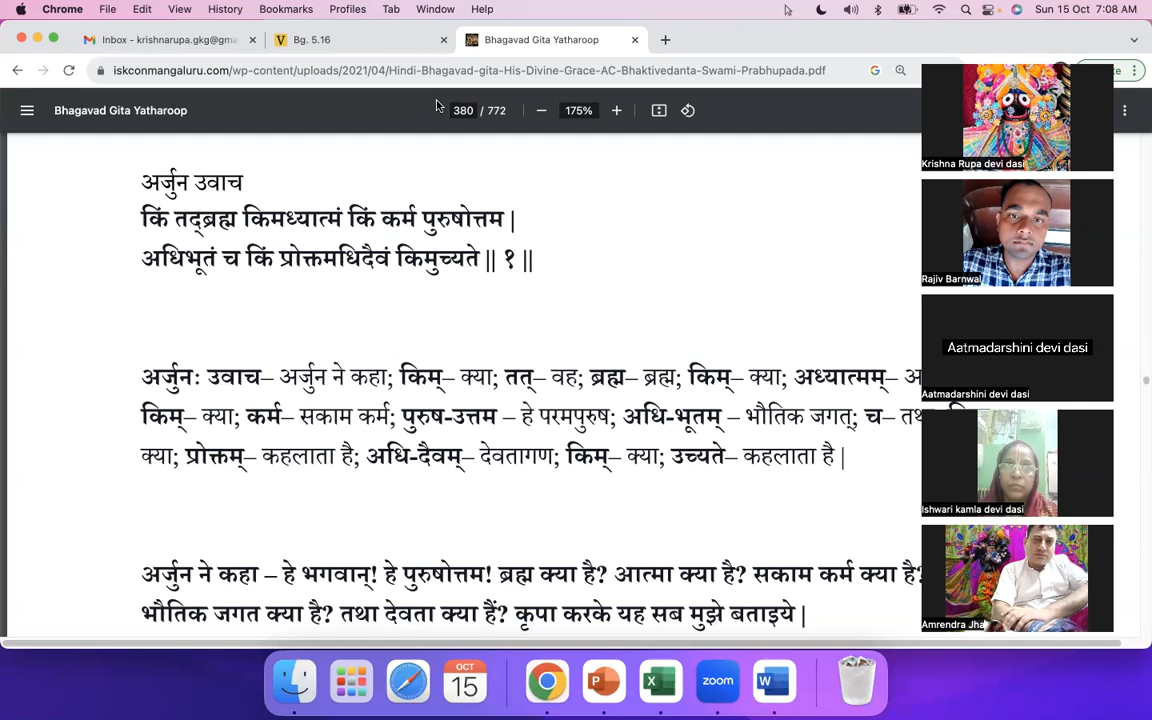 Chrome File Edit View History Bookmarks Profiles Tab Window Help Sun 15 Oct 7:08 AM
Inbox - krishnarupa.gkg@gma
Bg. 5.16
Bhagavad Gita Yatharoop
iskconmangaluru.com/wp-content/uploads/2021/04/Hindi-Bhagavad-gita-His-Divine-Grace-AC-Bhaktivedanta-Swami-Prabhupada.pdf
Bhagavad Gita Yatharoop 380 / 772 175%
अर्जुन उवाच
किं तद्ब्रह्म किमध्यात्मं किं कर्म पुरुषोत्तम |
अधिभूतं च किं प्रोक्तमधिदैवं किमुच्यते || १ ||
अर्जुनः उवाच– अर्जुन ने कहा; किम्– क्या; तत्– वह; ब्रह्म– ब्रह्म; किम्– क्या; अध्यात्मम्–
किम्– क्या; कर्म– सकाम कर्म; पुरुष-उत्तम – हे परमपुरुष; अधि-भूतम् – भौतिक जगत्; च–
क्या; प्रोक्तम्– कहलाता है; अधि-दैवम्– देवतागण; किम्– क्या; उच्यते– कहलाता है |
अर्जुन ने कहा – हे भगवान्! हे पुरुषोत्तम! ब्रह्म क्या है? आत्मा क्या है? सकाम कर्म क्या है?
भौतिक जगत क्या है? तथा देवता क्या हैं? कृपा करके यह सब मुझे बताइये |
Krishna Rupa devi dasi
Rajiv Barnwal
Aatmadarshini devi dasi
Aatmadarshini devi dasi
Ishwari kamla devi dasi
Amrendra Jha
OCT
15
zoom